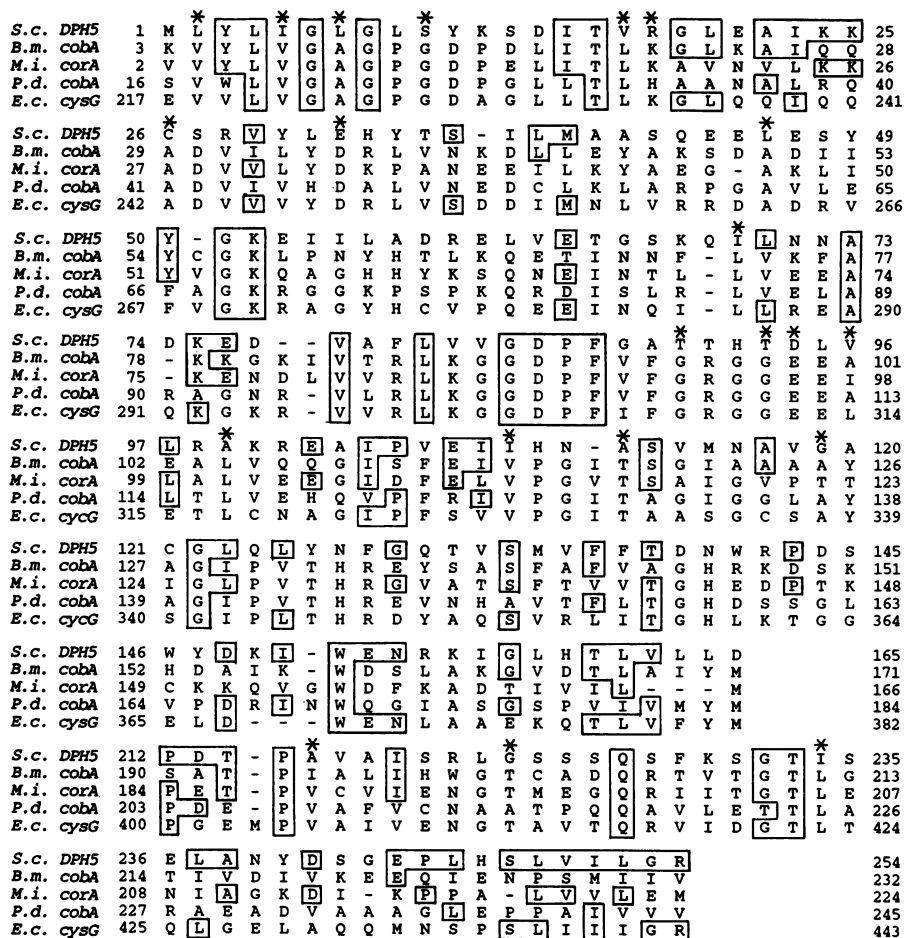 * * * * * *
S.c. DPH5 1 M L Y L I G L G L S Y K S D I T V R G L E A I K K 25
B.m. cobA 3 K V Y L V G A G P G D P D L I T L K G L K A I Q Q 28
M.i. corA 2 V V Y L V G A G P G D P E L I T L K A V N V L K K 26
P.d. cobA 16 S V W L V G A G P G D P G L L T L H A A N A L R Q 40
E.c. cysG 217 E V V L V G A G P G D A G L L T L K G L Q Q I Q Q 241
* * *
S.c. DPH5 26 C S R V Y L E H Y T S - I L M A A S Q E E L E S Y 49
B.m. cobA 29 A D V I L Y D R L V N K D L L E Y A K S D A D I I 53
M.i. corA 27 A D V V L Y D K P A N E E I L K Y A E G - A K L I 50
P.d. cobA 41 A D V I V H D A L V N E D C L K L A R P G A V L E 65
E.c. cysG 242 A D V V V Y D R L V S D D I M N L V R R D A D R V 266
*
S.c. DPH5 50 Y - G K E I I L A D R E L V E T G S K Q I L N N A 73
B.m. cobA 54 Y C G K L P N Y H T L K Q E T I N N F - L V K F A 77
M.i. corA 51 Y V G K Q A G H H Y K S Q N E I N T L - L V E E A 74
P.d. cobA 66 F A G K R G G K P S P K Q R D I S L R - L V E L A 89
E.c. cysG 267 F V G K R A G Y H C V P Q E E I N Q I - L L R E A 290
* * * *
S.c. DPH5 74 D K E D - - V A F L V V G D P F G A T T H T D L V 96
B.m. cobA 78 - K K G K I V T R L K G G D P F V F G R G G E E A 101
M.i. corA 75 - K E N D L V V R L K G G D P F V F G R G G E E I 98
P.d. cobA 90 R A G N R - V L R L K G G D P F V F G R G G E E A 113
E.c. cysG 291 Q K G K R - V V R L K G G D P F I F G R G G E E L 314
* * * *
S.c. DPH5 97 L R A K R E A I P V E I I H N - A S V M N A V G A 120
B.m. cobA 102 E A L V Q Q G I S F E I V P G I T S G I A A A A Y 126
M.i. corA 99 L A L V E E G I D F E L V P G V T S A I G V P T T 123
P.d. cobA 114 L T L V E H Q V P F R I V P G I T A G I G G L A Y 138
E.c. cycG 315 E T L C N A G I P F S V V P G I T A A S G C S A Y 339
S.c. DPH5 121 C G L Q L Y N F G Q T V S M V F F T D N W R P D S 145
B.m. cobA 127 A G I P V T H R E Y S A S F A F V A G H R K D S K 151
M.i. corA 124 I G L P V T H R G V A T S F T V V T G H E D P T K 148
P.d. cobA 139 A G I P V T H R E V N H A V T F L T G H D S S G L 163
E.c. cycG 340 S G I P L T H R D Y A Q S V R L I T G H L K T G G 364
S.c. DPH5 146 W Y D K I - W E N R K I G L H T L V L L D 165
B.m. cobA 152 H D A I K - W D S L A K G V D T L A I Y M 171
M.i. corA 149 C K K Q V G W D F K A D T I V I L - - M 166
P.d. cobA 164 V P D R I N W Q G I A S G S P V I V M Y M 184
E.c. cysG 365 E L D - - - W E N L A A E K Q T L V F Y M 382
* * *
S.c. DPH5 212 P D T - P A V A I S R L G S S S Q S F K S G T I S 235
B.m. cobA 190 S A T - P I A L I H W G T C A D Q R T V T G T L G 213
M.i. corA 184 P E T - P V C V I E N G T M E G Q R I I T G T L E 207
P.d. cobA 203 P D E - P V A F V C N A A T P Q Q A V L E T T L A 226
E.c. cysG 400 P G E M P V A I V E N G T A V T Q R V I D G T L T 424
S.c. DPH5 236 E L A N Y D S G E P L H S L V I L G R 254
B.m. cobA 214 T I V D I V K E E Q I E N P S M I I V 232
M.i. corA 208 N I A G K D I - K P P A - L V V L E M 224
P.d. cobA 227 R A E A D V A A A G L E P P A I V V V 245
E.c. cysG 425 Q L G E L A Q Q M N S P S L I I I G R 443